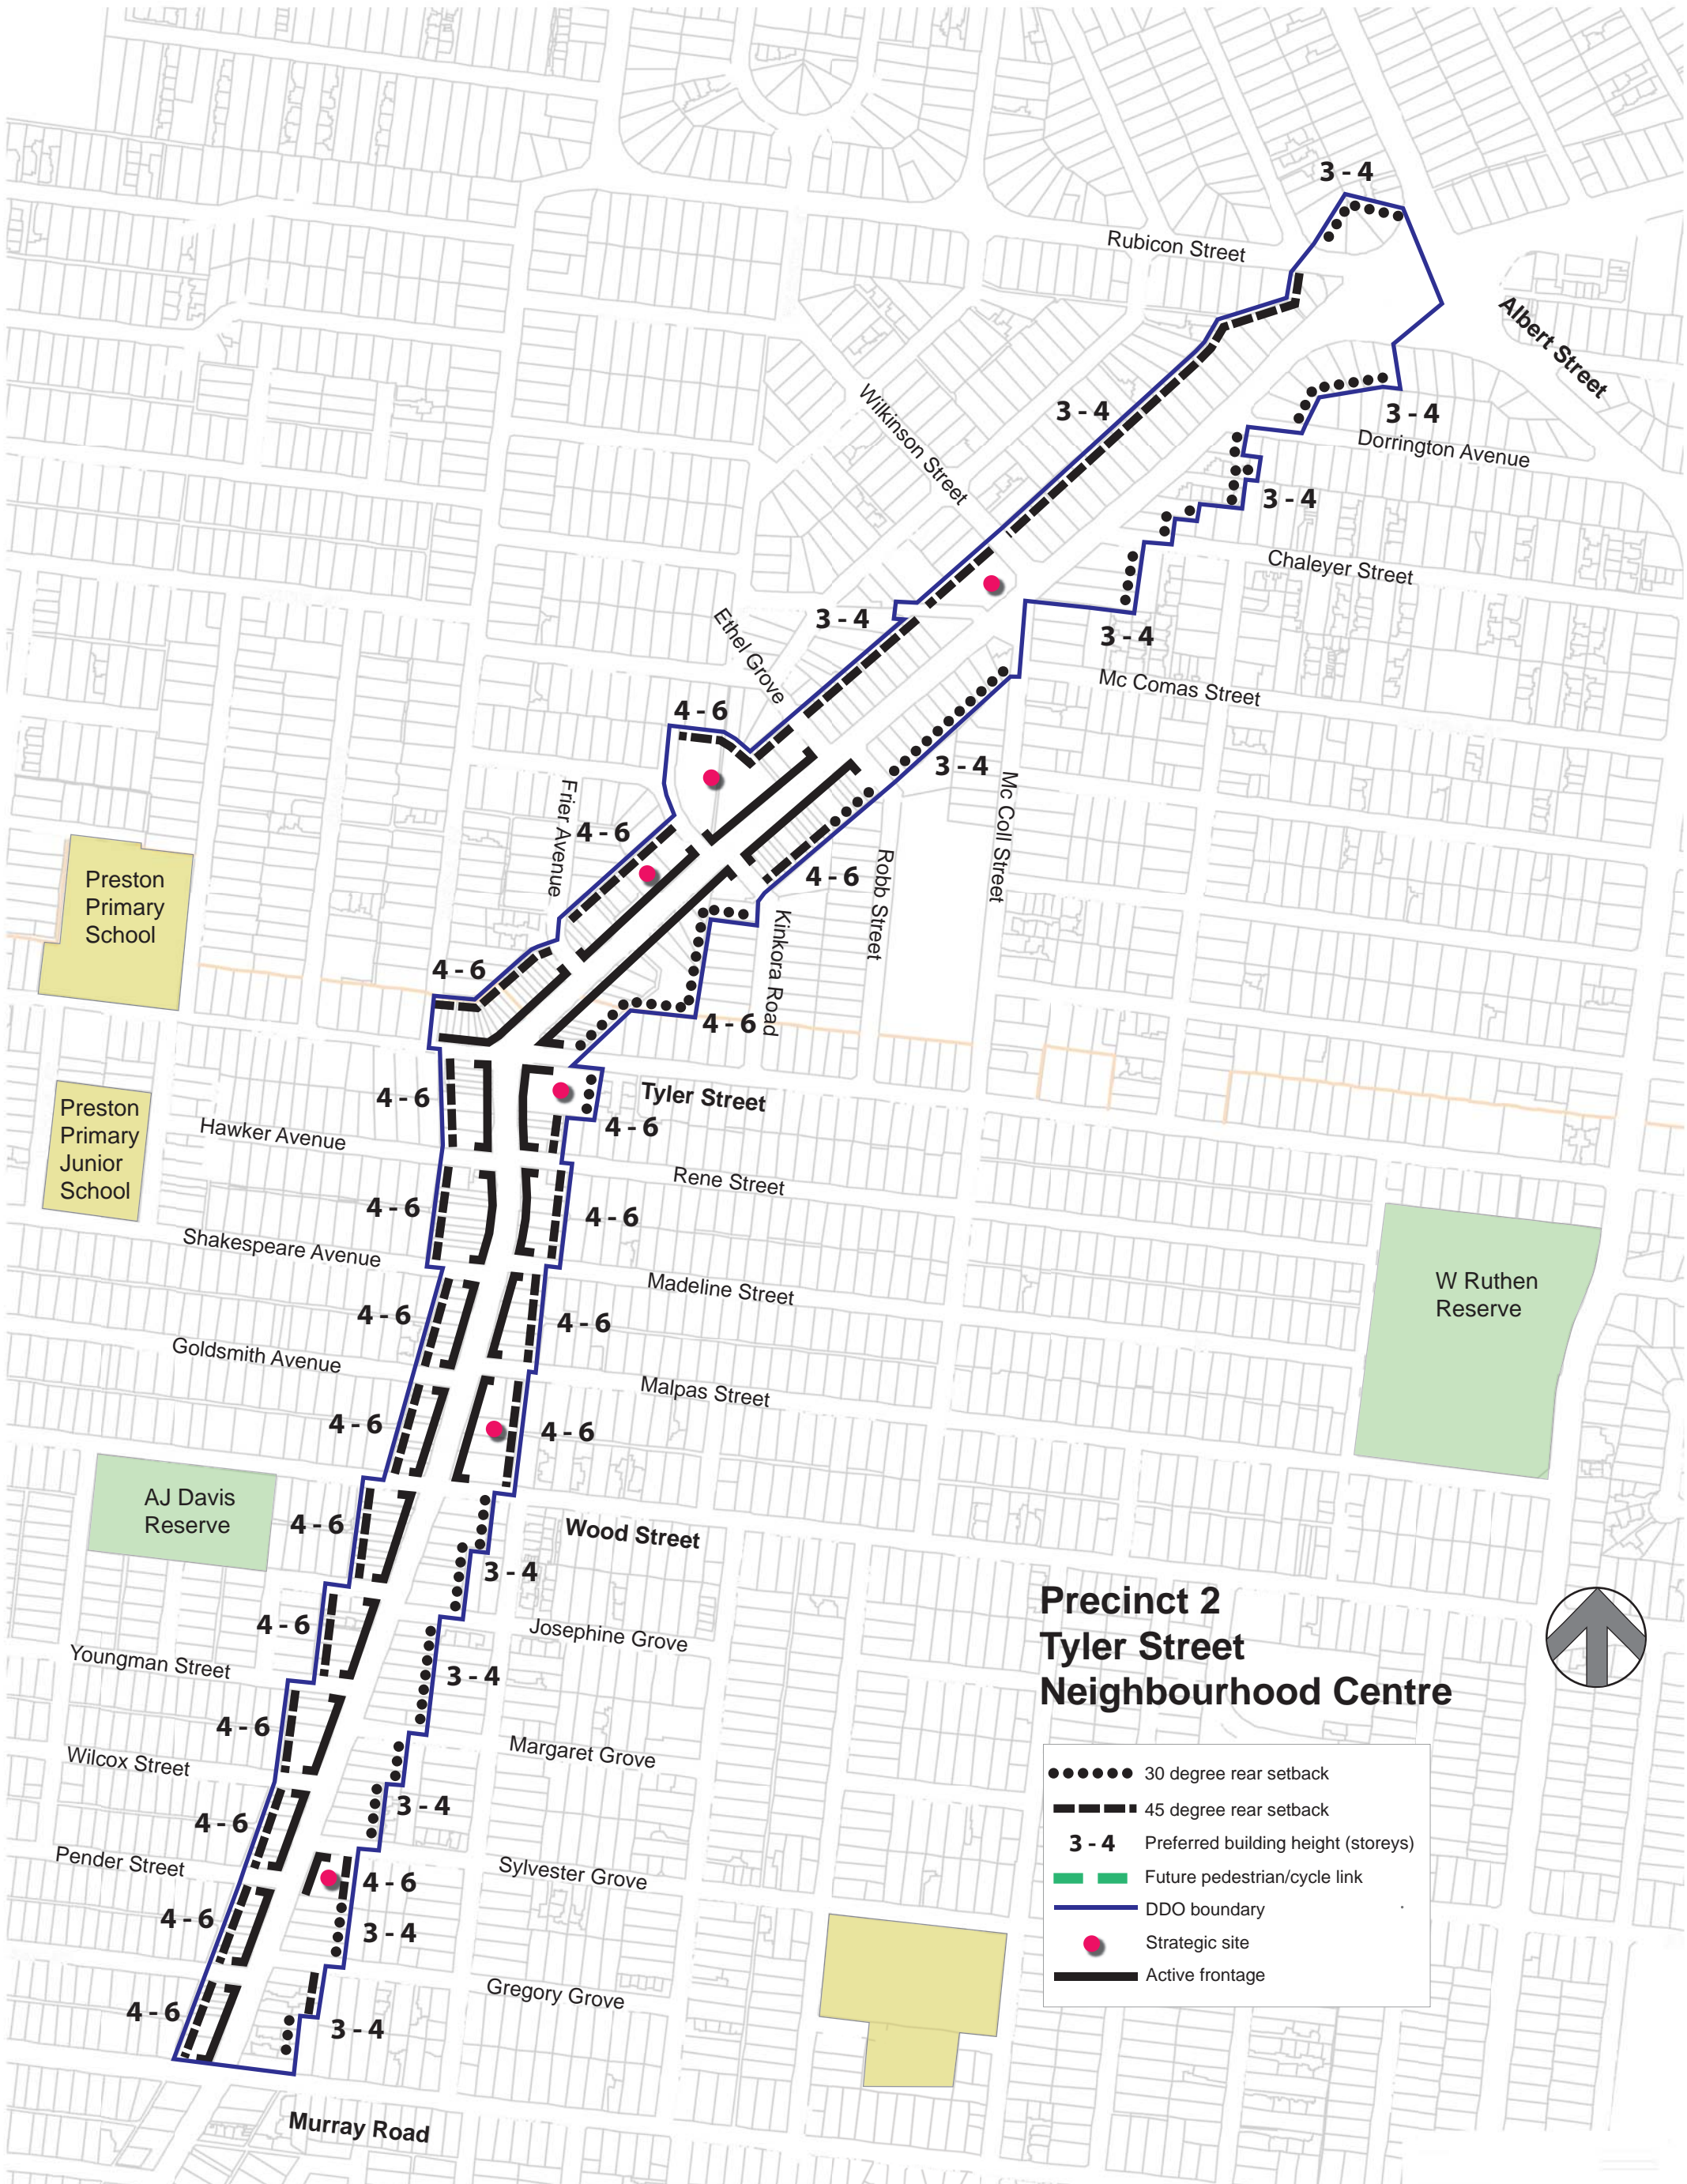 3 - 4
Rubicon Street
Albert Street
3 - 4
Wilkinson Street
3 - 4
Dorrington Avenue
3 - 4
Chaleyer Street
3 - 4
Ethel Grove
3 - 4
Mc Comas Street
4 - 6
3 - 4
Mc Coll Street
Frier Avenue
4 - 6
4 - 6
Robb Street
Preston
Primary
School
Kinkora Road
4 - 6
4 - 6
4 - 6
Tyler Street
4 - 6
Preston
Primary
Junior
School
Hawker Avenue
Rene Street
4 - 6
4 - 6
Shakespeare Avenue
W Ruthen
Reserve
Madeline Street
4 - 6
4 - 6
Goldsmith Avenue
Malpas Street
4 - 6
4 - 6
AJ Davis
Reserve
4 - 6
Wood Street
3 - 4
4 - 6
Josephine Grove
Youngman Street
3 - 4
4 - 6
Margaret Grove
Wilcox Street
3 - 4
4 - 6
Pender Street
Sylvester Grove
4 - 6
4 - 6
3 - 4
Gregory Grove
4 - 6
3 - 4
Murray Road
Precinct 2
Tyler Street
Neighbourhood Centre
30 degree rear setback
45 degree rear setback
3 - 4 Preferred building height (storeys)
Future pedestrian/cycle link
DDO boundary
Strategic site
Active frontage